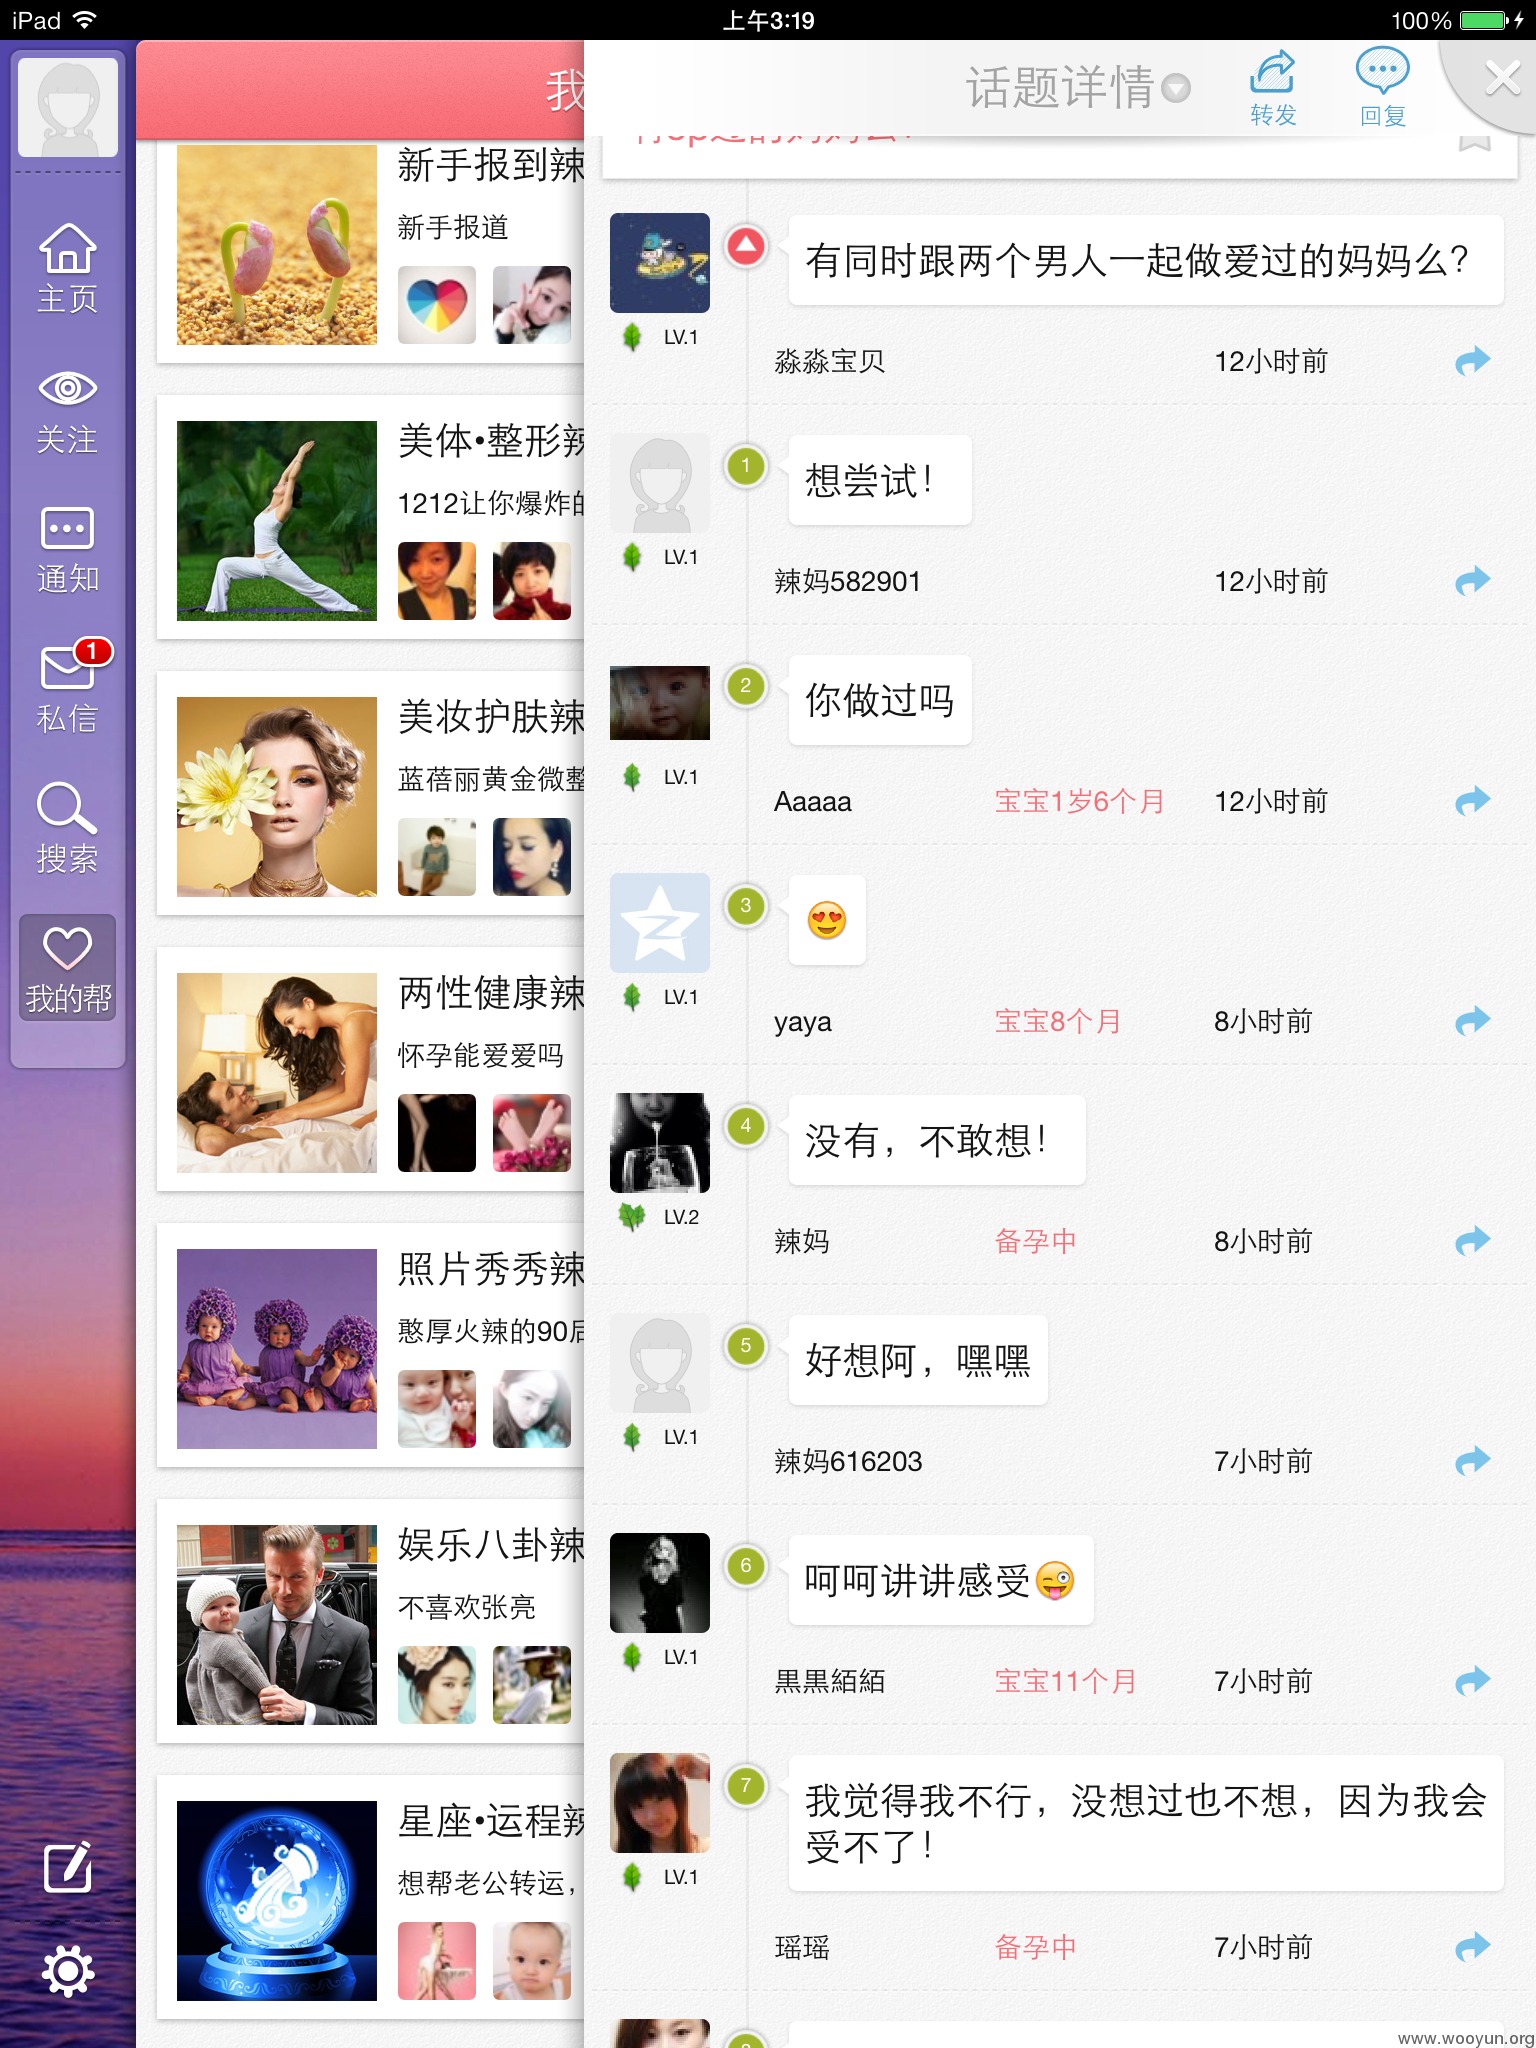 iPad
上午3:19
100%
主页
关注
通知
1
私信
搜索
我的帮
我
新手报到辣
新手报道
美体•整形辣
1212让你爆炸的
美妆护肤辣
蓝蓓丽黄金微整
两性健康辣
怀孕能爱爱吗
照片秀秀辣
憨厚火辣的90后
娱乐八卦辣
不喜欢张亮
星座•运程辣
想帮老公转运，
话题详情
转发
回复
有同时跟两个男人一起做爱过的妈妈么？
LV.1
淼淼宝贝
12小时前
1
想尝试！
LV.1
辣妈582901
12小时前
2
你做过吗
LV.1
Aaaaa
宝宝1岁6个月
12小时前
3
😍
LV.1
yaya
宝宝8个月
8小时前
4
没有，不敢想！
LV.2
辣妈
备孕中
8小时前
5
好想阿，嘿嘿
LV.1
辣妈616203
7小时前
6
呵呵讲讲感受😜
LV.1
黒黒絔絔
宝宝11个月
7小时前
7
我觉得我不行，没想过也不想，因为我会
受不了！
LV.1
瑶瑶
备孕中
7小时前
www.wooyun.org